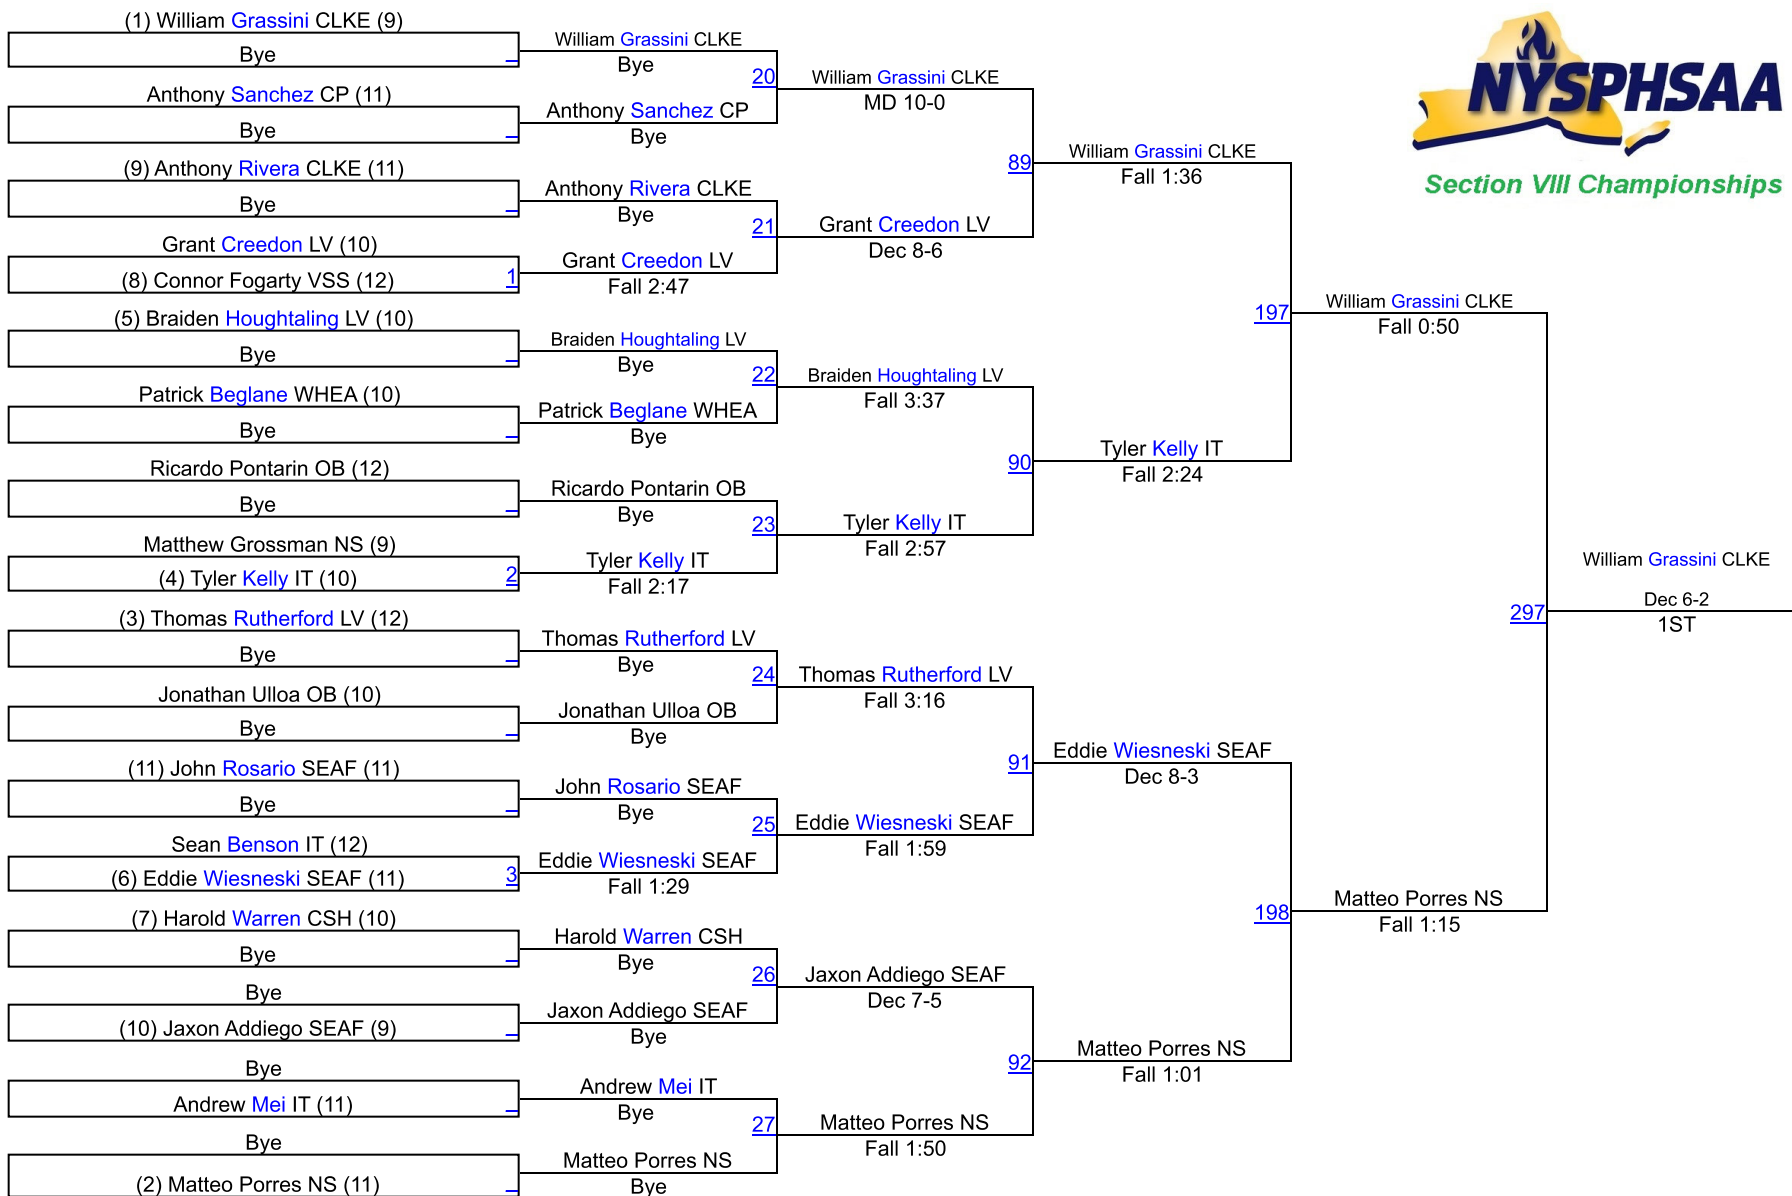 (1) William Grassini CLKE (9)
Bye
Anthony Sanchez CP (11)
Bye
(9) Anthony Rivera CLKE (11)
Bye
Grant Creedon LV (10)
(8) Connor Fogarty VSS (12)
1
(5) Braiden Houghtaling LV (10)
Bye
Patrick Beglane WHEA (10)
Bye
Ricardo Pontarin OB (12)
Bye
Matthew Grossman NS (9)
(4) Tyler Kelly IT (10)
2
(3) Thomas Rutherford LV (12)
Bye
Jonathan Ulloa OB (10)
Bye
(11) John Rosario SEAF (11)
Bye
Sean Benson IT (12)
(6) Eddie Wiesneski SEAF (11)
3
(7) Harold Warren CSH (10)
Bye
Bye
(10) Jaxon Addiego SEAF (9)
Bye
Andrew Mei IT (11)
Bye
(2) Matteo Porres NS (11)
William Grassini CLKE
Bye
20
Anthony Sanchez CP
Bye
Anthony Rivera CLKE
Bye
21
Grant Creedon LV
Fall 2:47
Braiden Houghtaling LV
Bye
22
Patrick Beglane WHEA
Bye
Ricardo Pontarin OB
Bye
23
Tyler Kelly IT
Fall 2:17
Thomas Rutherford LV
Bye
24
Jonathan Ulloa OB
Bye
John Rosario SEAF
Bye
25
Eddie Wiesneski SEAF
Fall 1:29
Harold Warren CSH
Bye
26
Jaxon Addiego SEAF
Bye
Andrew Mei IT
Bye
27
Matteo Porres NS
Bye
William Grassini CLKE
MD 10-0
89
Grant Creedon LV
Dec 8-6
Braiden Houghtaling LV
Fall 3:37
90
Tyler Kelly IT
Fall 2:57
Thomas Rutherford LV
Fall 3:16
91
Eddie Wiesneski SEAF
Fall 1:59
Jaxon Addiego SEAF
Dec 7-5
92
Matteo Porres NS
Fall 1:50
William Grassini CLKE
Fall 1:36
197
Tyler Kelly IT
Fall 2:24
Eddie Wiesneski SEAF
Dec 8-3
198
Matteo Porres NS
Fall 1:01
William Grassini CLKE
Fall 0:50
297
Matteo Porres NS
Fall 1:15
William Grassini CLKE
Dec 6-2
1ST
NYSPHSAA
Section VIII Championships